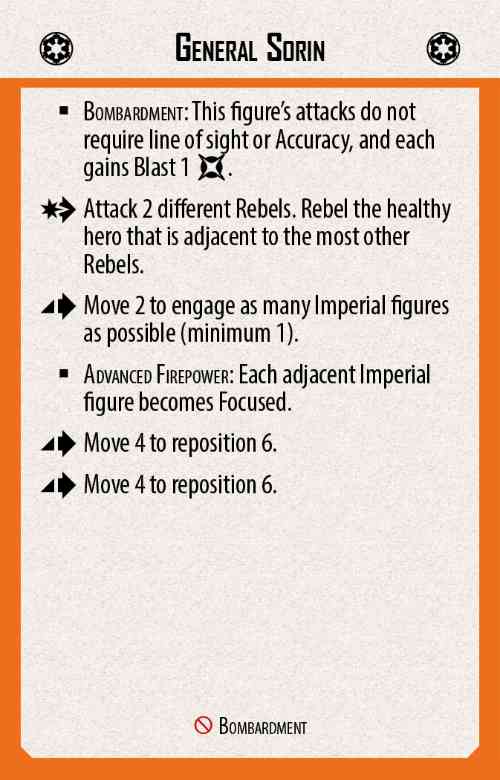 General Sorin
▪ Bombardment: This figure’s attacks do not
require line of sight or Accuracy, and each
gains Blast 1 .
Attack 2 different Rebels. Rebel the healthy
hero that is adjacent to the most other
Rebels.
Move 2 to engage as many Imperial figures
as possible (minimum 1).
▪ Advanced Firepower: Each adjacent Imperial
figure becomes Focused.
Move 4 to reposition 6.
Move 4 to reposition 6.
Bombardment